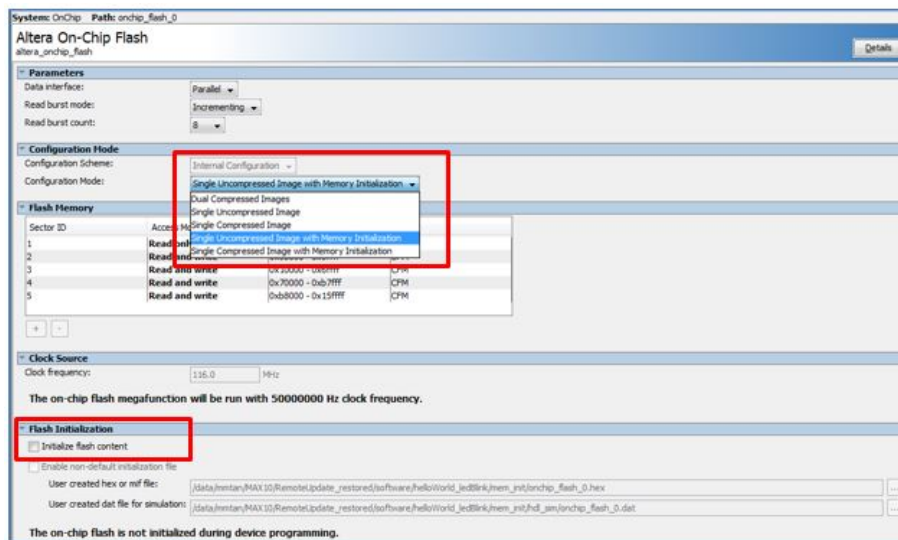 System: OnChip Path: onchip_flash_0
Altera On-Chip Flash
altera_onchip_flash
Details
Parameters
Data interface: Parallel
Read burst mode: Incrementing
Read burst count: 8
Configuration Mode
Configuration Scheme: Internal Configuration
Configuration Mode: Single Uncompressed Image with Memory Initialization
Dual Compressed Images
Single Uncompressed Image
Single Compressed Image
Single Uncompressed Image with Memory Initialization
Single Compressed Image with Memory Initialization
Flash Memory
Sector ID
1
2
3 Read and write CFM
4 Read and write 0x70000 - 0xb7fff CFM
5 Read and write 0xb8000 - 0x15ffff CFM
+ -
Clock Source
Clock frequency: 116.0 MHz
The on-chip flash megafunction will be run with 50000000 Hz clock frequency.
Flash Initialization
Initialize flash content
Enable non-default initialization file
User created hex or mif file: /data/mmtan/MAX10/RemoteUpdate_restored/software/helloWorld_ledBlink/mem_init/onchip_flash_0.hex ...
User created dat file for simulation: /data/mmtan/MAX10/RemoteUpdate_restored/software/helloWorld_ledBlink/mem_init/hdl_sim/onchip_flash_0.dat ...
The on-chip flash is not initialized during device programming.